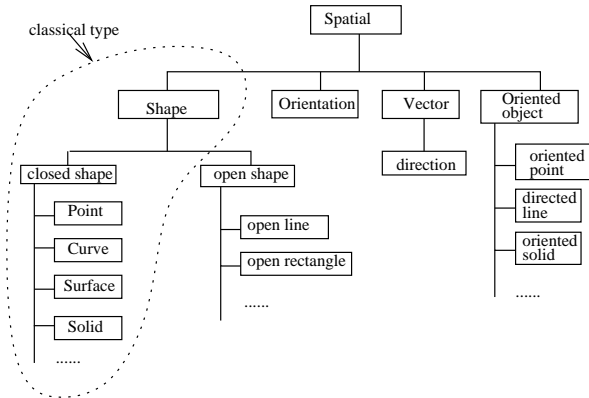 Spatial
classical type
Shape
Orientation
Vector
Oriented
object
closed shape
open shape
direction
oriented
point
Point
directed
line
open line
Curve
oriented
solid
open rectangle
Surface
......
......
Solid
......